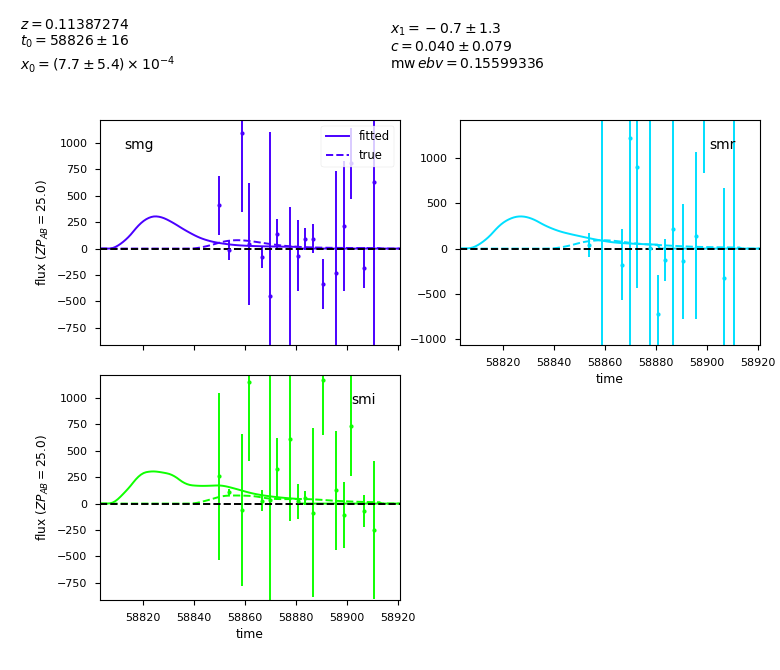 z = 0.11387274
t₀ = 58826 ± 16
x₀ = (7.7 ± 5.4) × 10⁻⁴
x₁ = −0.7 ± 1.3
c = 0.040 ± 0.079
mw ebv = 0.15599336
smg
fitted
true
1000
750
500
250
0
−250
−500
−750
flux (ZP_AB = 25.0)
smr
1000
500
0
−500
−1000
58820 58840 58860 58880 58900 58920
time
smi
1000
750
500
250
0
−250
−500
−750
flux (ZP_AB = 25.0)
58820 58840 58860 58880 58900 58920
time